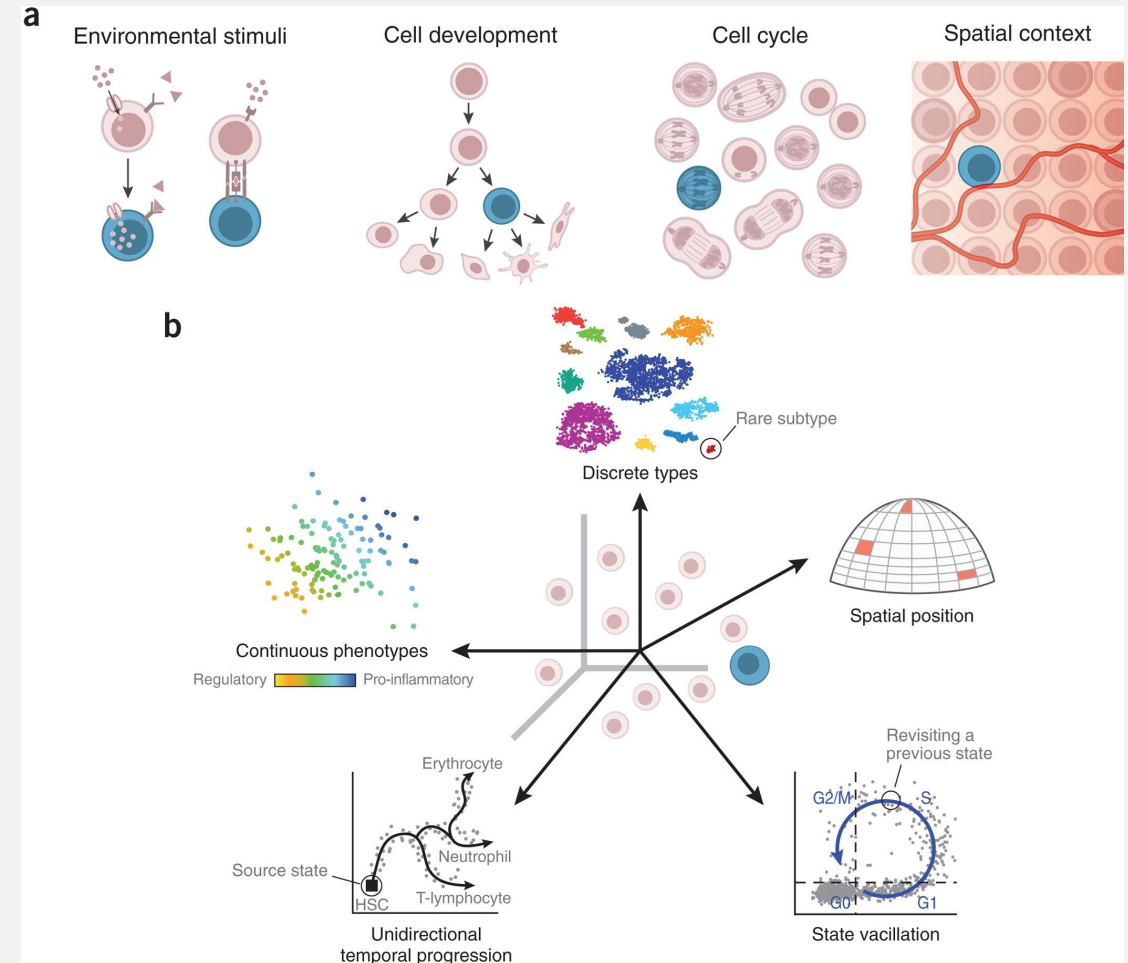 a
Environmental stimuli
Cell development
Cell cycle
Spatial context
b
Rare subtype
Discrete types
Spatial position
Continuous phenotypes
Regulatory
Pro-inflammatory
Erythrocyte
Neutrophil
Source state
T-lymphocyte
HSC
Unidirectional
temporal progression
Revisiting a
previous state
G2/M
S
G0
G1
State vacillation